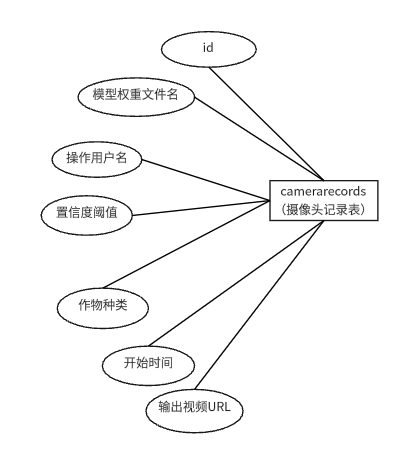 id
模型权重文件名
操作用户名
camerarecords
（摄像头记录表）
置信度阈值
作物种类
开始时间
输出视频URL